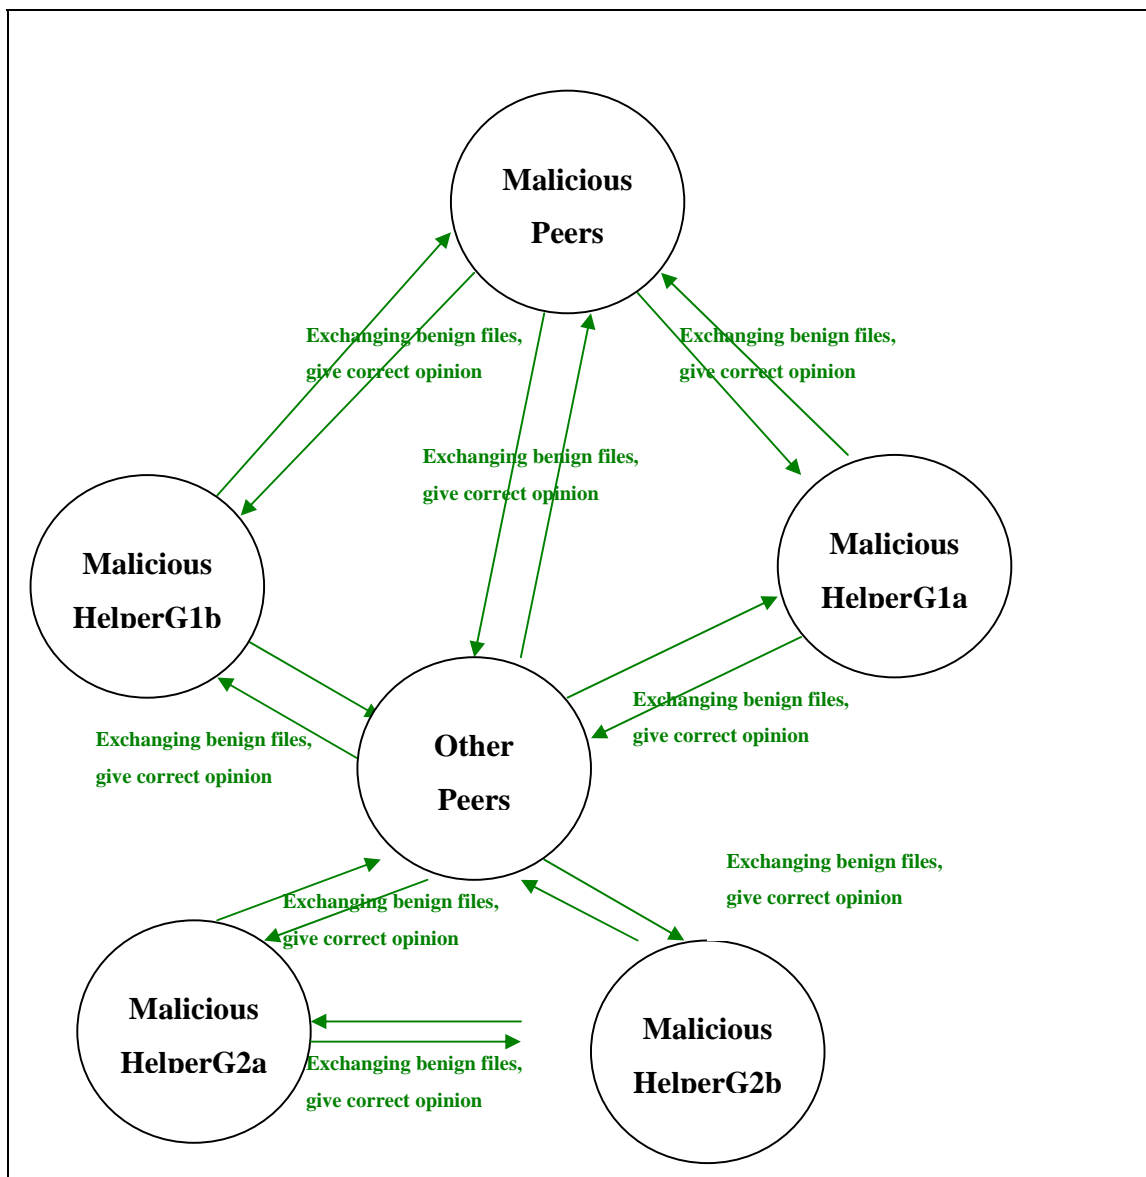 Malicious
Peers
Exchanging benign files,
give correct opinion
Exchanging benign files,
give correct opinion
Exchanging benign files,
give correct opinion
Malicious
HelperG1b
Malicious
HelperG1a
Exchanging benign files,
give correct opinion
Exchanging benign files,
give correct opinion
Other
Peers
Exchanging benign files,
give correct opinion
Exchanging benign files,
give correct opinion
Malicious
HelperG2a
Malicious
HelperG2b
Exchanging benign files,
give correct opinion